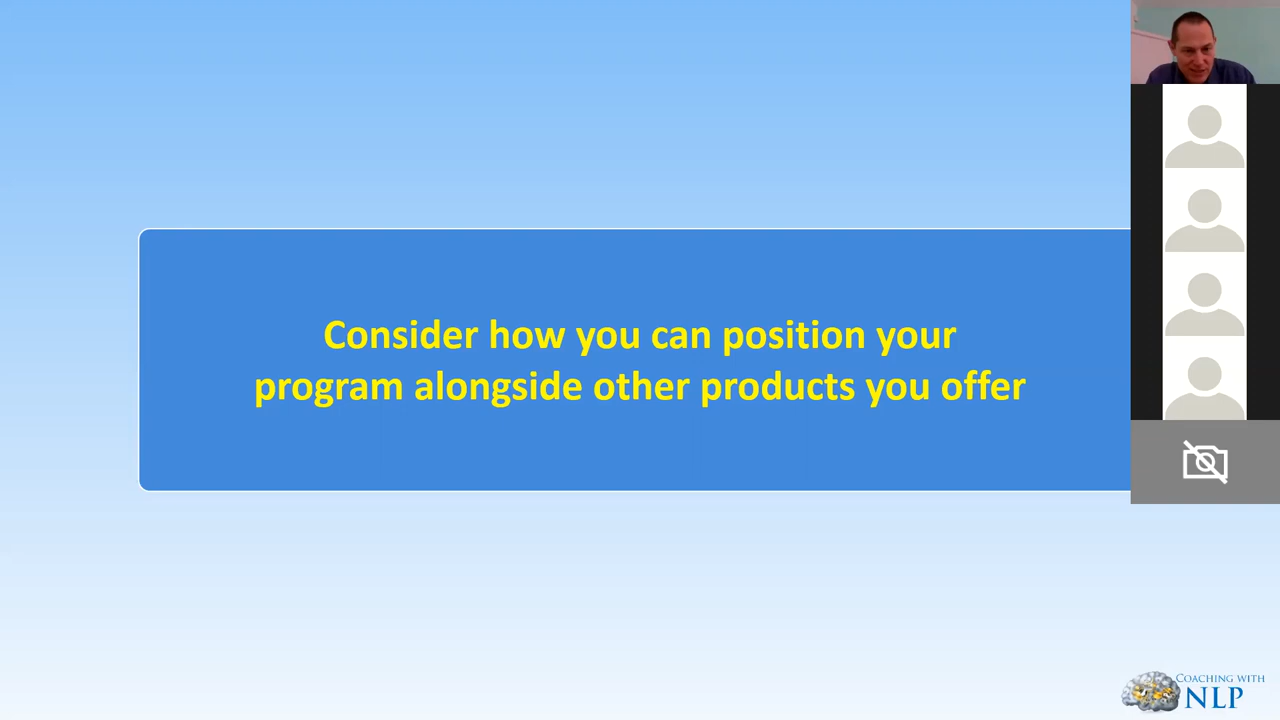 Consider how you can position your
program alongside other products you offer
COACHING WITH
NLP